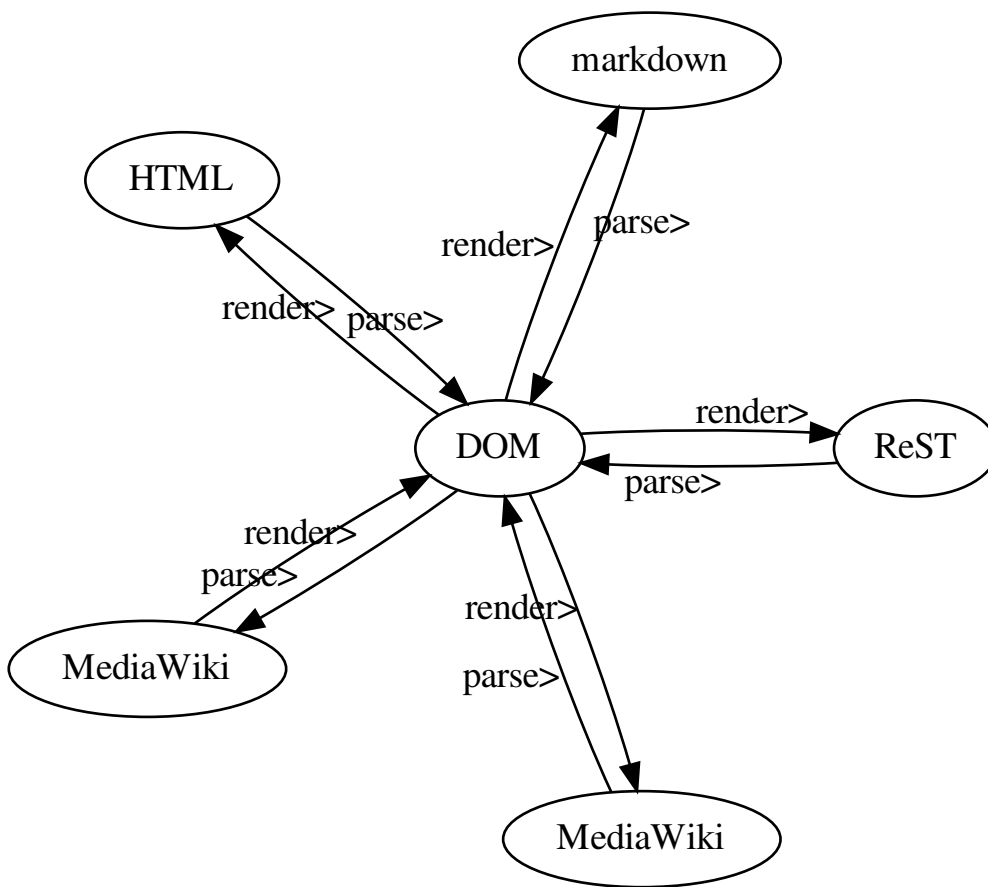 markdown
HTML
render>
parse>
render>
parse>
render>
DOM
ReST
parse>
render>
parse>
render>
MediaWiki
parse>
MediaWiki